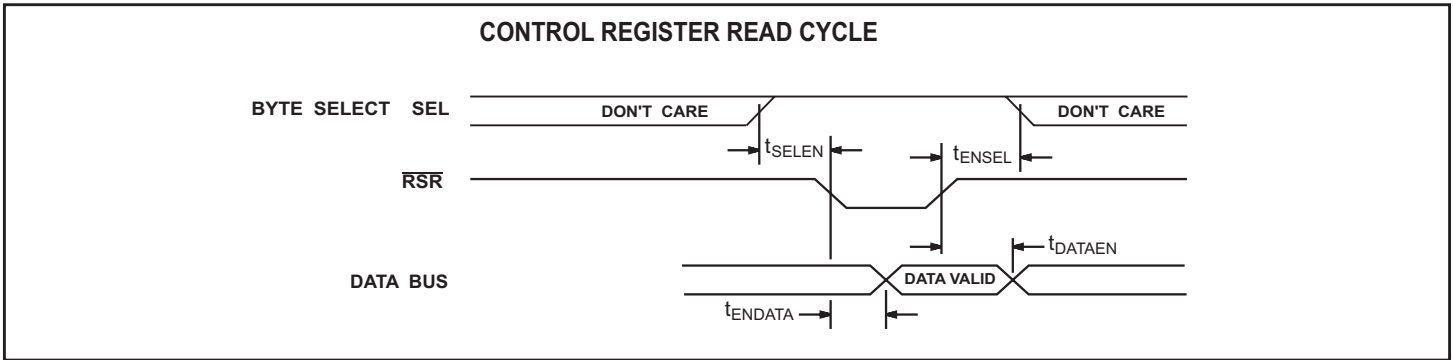 CONTROL REGISTER READ CYCLE
BYTE SELECT SEL
DON'T CARE
DON'T CARE
tSELEN
tENSEL
RSR
tDATAEN
DATA BUS
DATA VALID
tENDATA